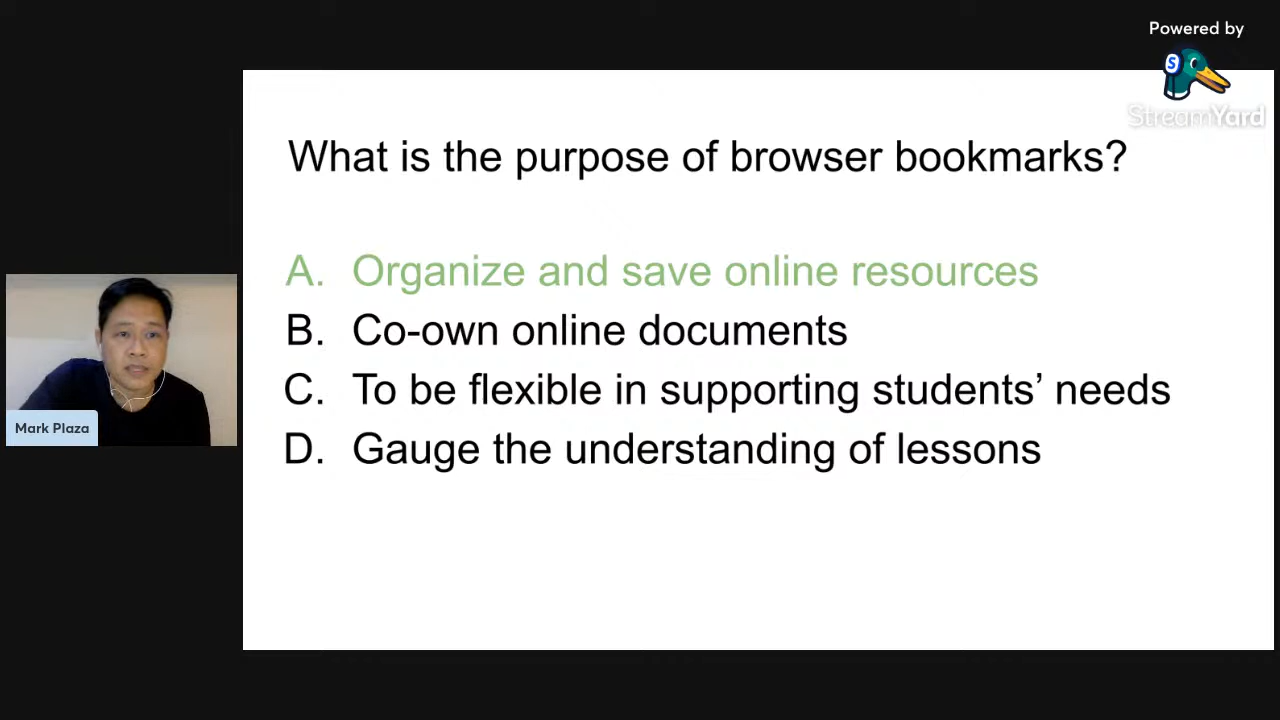 Powered by
StreamYard
What is the purpose of browser bookmarks?
A. Organize and save online resources
B. Co-own online documents
C. To be flexible in supporting students’ needs
D. Gauge the understanding of lessons
Mark Plaza